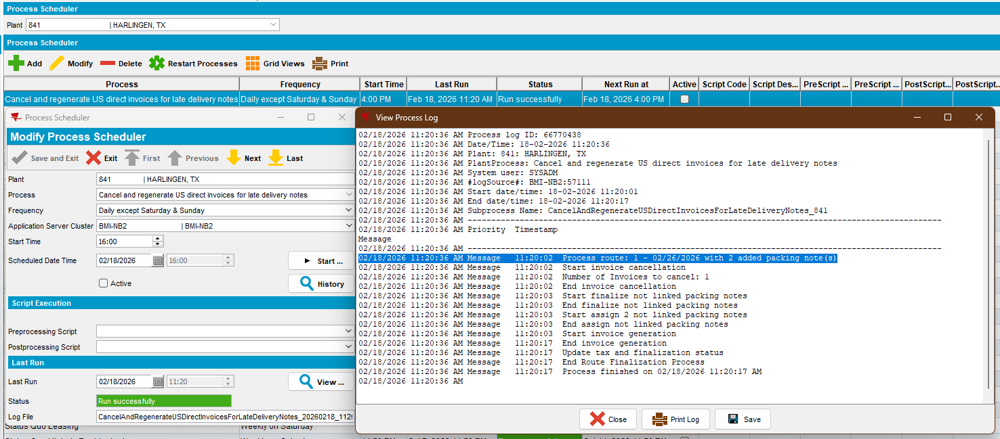 Process Scheduler
Plant 841 | HARLINGEN, TX
Process Scheduler
Add Modify Delete Restart Processes Grid Views Print
Process Frequency Start Time Last Run Status Next Run at Active Script Code Script Des... PreScript ... PreScript ... PostScript... PostScript...
Cancel and regenerate US direct invoices for late delivery notes Daily except Saturday & Sunday 4:00 PM Feb 18, 2026 11:20 AM Run successfully Feb 18, 2026 4:00 PM
Process Scheduler
Modify Process Scheduler
Save and Exit Exit First Previous Next Last
Plant 841 | HARLINGEN, TX
Process Cancel and regenerate US direct invoices for late delivery notes
Frequency Daily except Saturday & Sunday
Application Server Cluster BMI-NB2 | BMI-NB2
Start Time 16:00
Scheduled Date Time 02/18/2026 16 16:00
Start ...
Active
History
Script Execution
Preprocessing Script
Postprocessing Script
Last Run
Last Run 02/18/2026 16 11:20
View ...
Status Run successfully
Log File CancelAndRegenerateUSDirectInvoicesForLateDeliveryNotes_20260218_1120
Status Quo Leasing Weekly on Saturday
View Process Log
02/18/2026 11:20:36 AM Process log ID: 66770438
02/18/2026 11:20:36 AM Date/Time: 18-02-2026 11:20:36
02/18/2026 11:20:36 AM Plant: 841: HARLINGEN, TX
02/18/2026 11:20:36 AM PlantProcess: Cancel and regenerate US direct invoices for late delivery notes
02/18/2026 11:20:36 AM System user: SYSADM
02/18/2026 11:20:36 AM #logSource#: BMI-NB2:57111
02/18/2026 11:20:36 AM Start date/time: 18-02-2026 11:20:01
02/18/2026 11:20:36 AM End date/time: 18-02-2026 11:20:17
02/18/2026 11:20:36 AM Subprocess Name: CancelAndRegenerateUSDirectInvoicesForLateDeliveryNotes_841
02/18/2026 11:20:36 AM ----------------------------------------------------------------------------------------------------
02/18/2026 11:20:36 AM Priority Timestamp
Message
02/18/2026 11:20:36 AM ----------------------------------------------------------------------------------------------------
02/18/2026 11:20:36 AM Message 11:20:02 Process route: 1 - 02/26/2026 with 2 added packing note(s)
02/18/2026 11:20:36 AM Message 11:20:02 Start invoice cancellation
02/18/2026 11:20:36 AM Message 11:20:02 Number of Invoices to cancel: 1
02/18/2026 11:20:36 AM Message 11:20:02 End invoice cancellation
02/18/2026 11:20:36 AM Message 11:20:03 Start finalize not linked packing notes
02/18/2026 11:20:36 AM Message 11:20:03 End finalize not linked packing notes
02/18/2026 11:20:36 AM Message 11:20:03 Start assign 2 not linked packing notes
02/18/2026 11:20:36 AM Message 11:20:03 End assign not linked packing notes
02/18/2026 11:20:36 AM Message 11:20:03 Start invoice generation
02/18/2026 11:20:36 AM Message 11:20:17 End invoice generation
02/18/2026 11:20:36 AM Message 11:20:17 Update tax and finalization status
02/18/2026 11:20:36 AM Message 11:20:17 End Route Finalization Process
02/18/2026 11:20:36 AM Message 11:20:17 Process finished on 02/18/2026 11:20:17 AM
02/18/2026 11:20:36 AM
Close Print Log Save